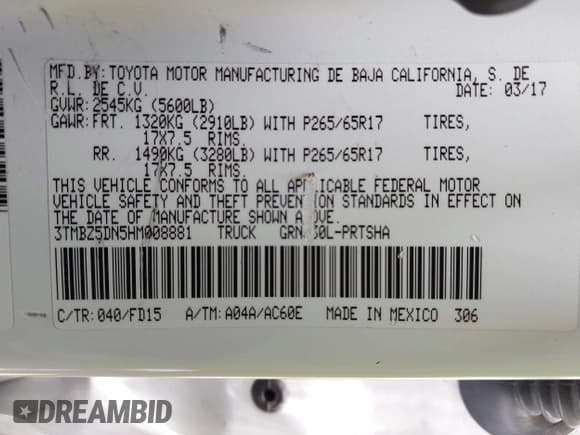 MFD.BY:TOYOTA MOTOR MANUFACTURING DE BAJA CALIFORNIA, S. DE
R.L. DE C.V. DATE: 03/17
GVWR:2545KG (5600LB)
GAWR:FRT. 1320KG (2910LB) WITH P265/65R17 TIRES,
17X7.5 RIMS.
RR. 1490KG (3280LB) WITH P265/65R17 TIRES,
17X7.5 RIMS.
THIS VEHICLE CONFORMS TO ALL APPLICABLE FEDERAL MOTOR
VEHICLE SAFETY AND THEFT PREVENTION STANDARDS IN EFFECT ON
THE DATE OF MANUFACTURE SHOWN ABOVE.
3TMBZ5DN5HM008881 TRUCK GRN330L-PRTSHA
C/TR:040/FD15 A/TM:A04A/AC60E MADE IN MEXICO 306
DREAMBID